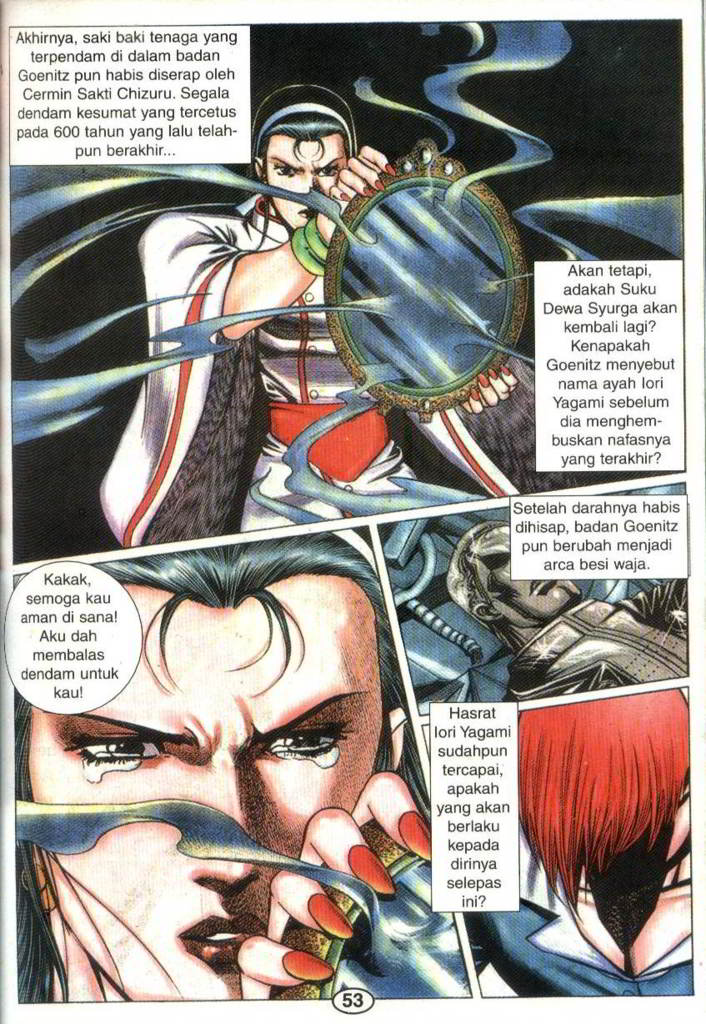 Akhirnya, saki baki tenaga yang
terpendam di dalam badan
Goenitz pun habis diserap oleh
Cermin Sakti Chizuru. Segala
dendam kesumat yang tercetus
pada 600 tahun yang lalu telah-
pun berakhir...
Akan tetapi,
adakah Suku
Dewa Syurga akan
kembali lagi?
Kenapakah
Goenitz menyebut
nama ayah Iori
Yagami sebelum
dia menghem-
buskan nafasnya
yang terakhir?
Kakak,
semoga kau
aman di sana!
Aku dah
membalas
dendam untuk
kau!
Setelah darahnya habis
dihisap, badan Goenitz
pun berubah menjadi
arca besi waja.
Hasrat
Iori Yagami
sudahpun
tercapai,
apakah
yang akan
berlaku
kepada
dirinya
selepas
ini?
53